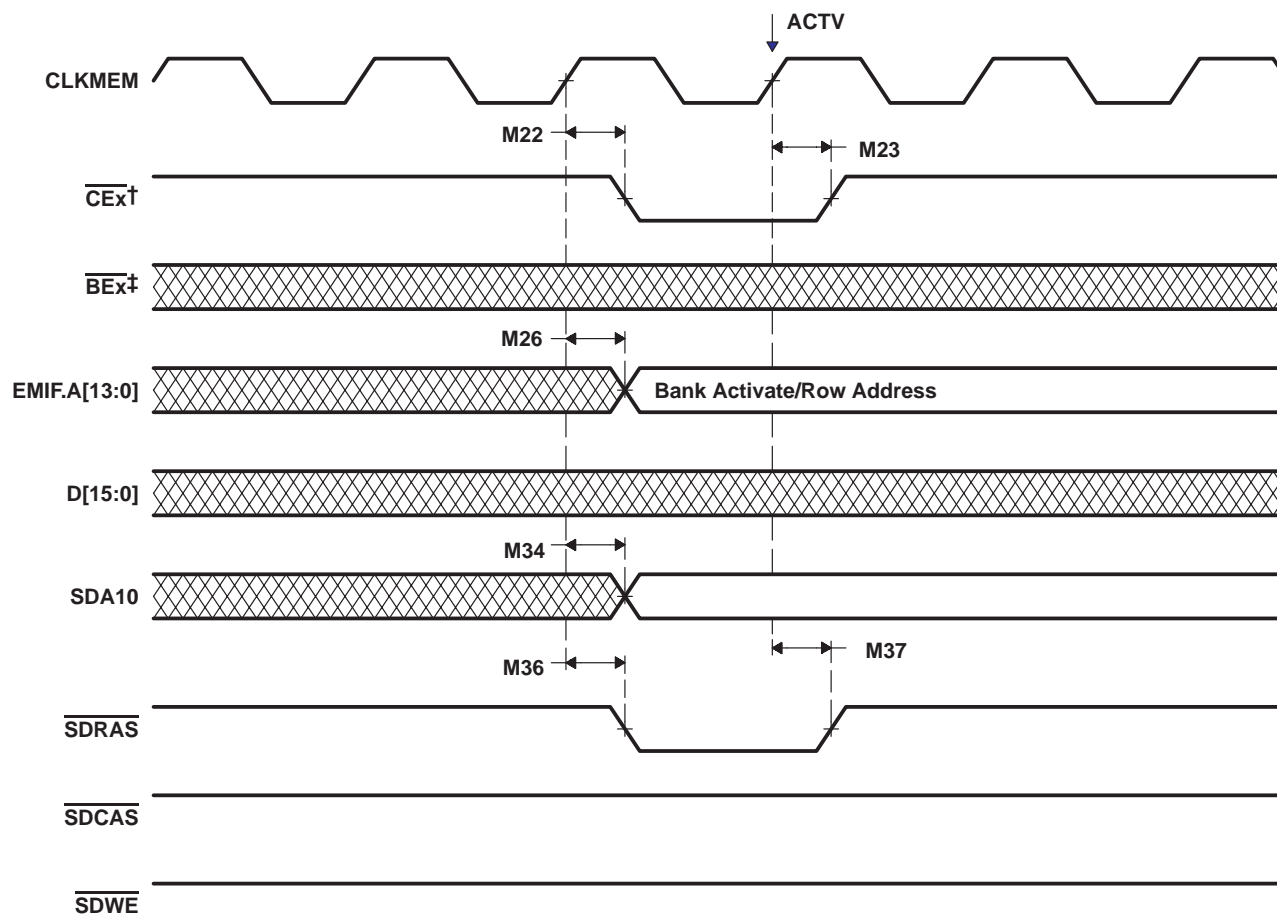 ACTV
CLKMEM
M22
M23
CEx†
BEx‡
M26
EMIF.A[13:0]
Bank Activate/Row Address
D[15:0]
M34
SDA10
M37
M36
SDRAS
SDCAS
SDWE